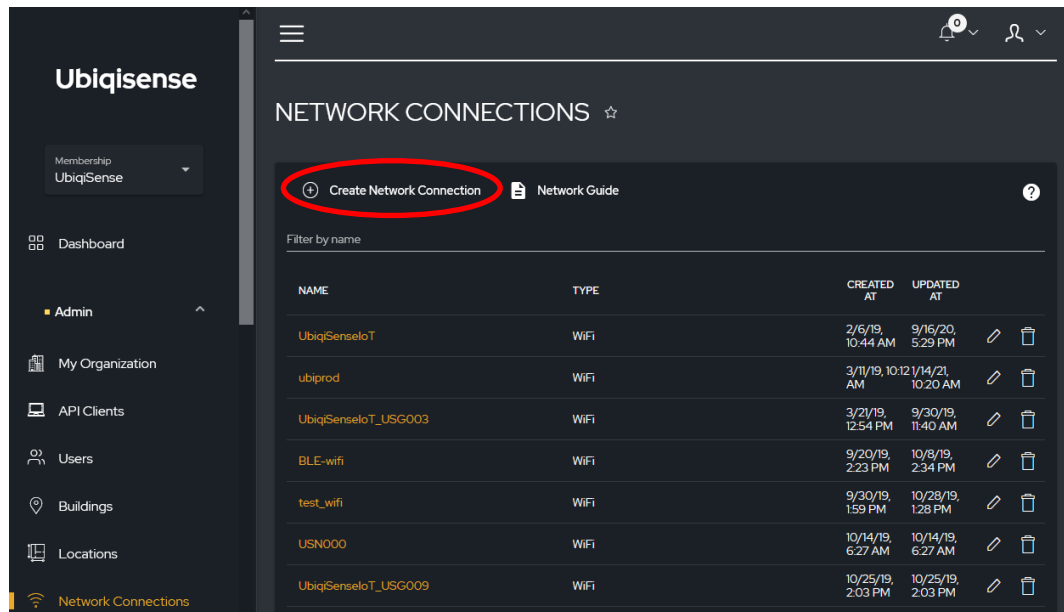 0
Ubiqisense
NETWORK CONNECTIONS
Membership
UbiqiSense
Create Network Connection Network Guide ?
Filter by name
Dashboard
Admin
My Organization
API Clients
Users
Buildings
Locations
Network Connections
NAME TYPE CREATED AT UPDATED AT
UbiqiSenseIoT WiFi 2/6/19, 10:44 AM 9/16/20, 5:29 PM
ubiprod WiFi 3/11/19, 10:12 AM 1/14/21, 10:20 AM
UbiqiSenseIoT_USG003 WiFi 3/21/19, 12:54 PM 9/30/19, 11:40 AM
BLE-wifi WiFi 9/20/19, 2:23 PM 10/8/19, 2:34 PM
test_wifi WiFi 9/30/19, 1:59 PM 10/28/19, 1:28 PM
USN000 WiFi 10/14/19, 6:27 AM 10/14/19, 6:27 AM
UbiqiSenseIoT_USG009 WiFi 10/25/19, 2:03 PM 10/25/19, 2:03 PM